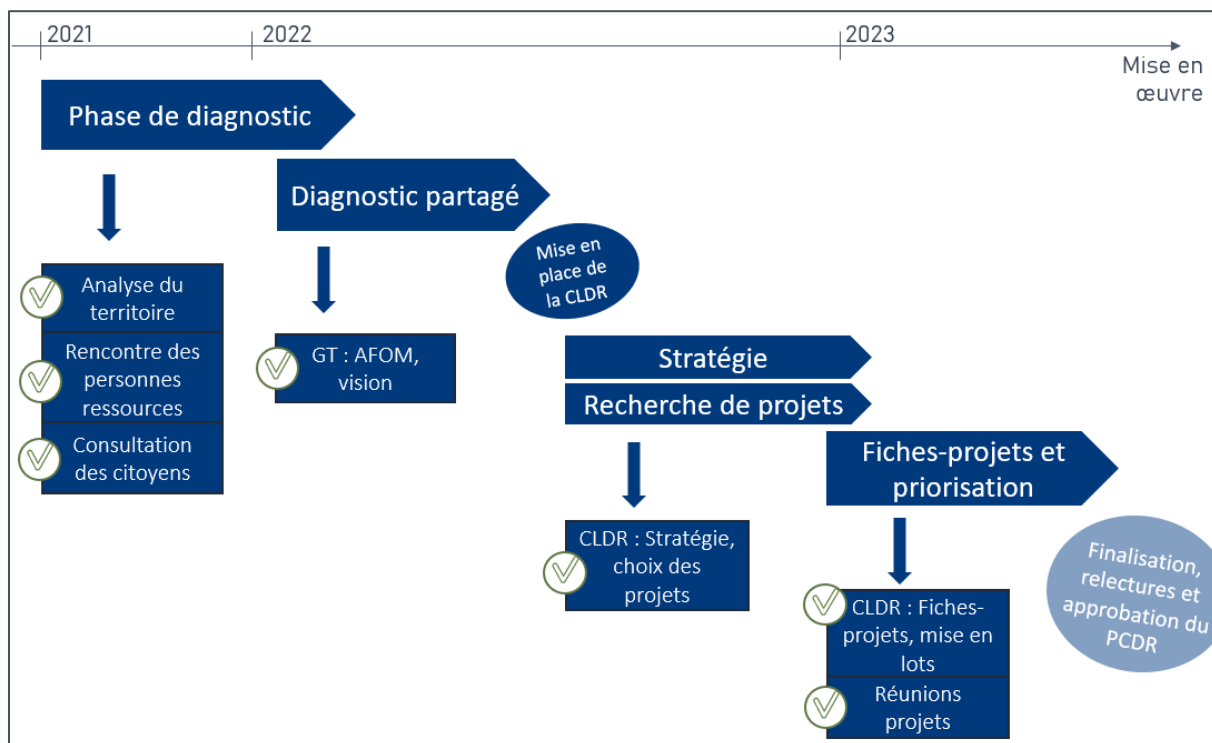 2021
2022
2023
Mise en
œuvre
Phase de diagnostic
Diagnostic partagé
Mise en
place de
la CLDR
Analyse du
territoire
Rencontre des
personnes
ressources
Consultation
des citoyens
GT : AFOM,
vision
Stratégie
Recherche de projets
Fiches-projets et
priorisation
CLDR : Stratégie,
choix des
projets
CLDR : Fiches-
projets, mise en
lots
Réunions
projets
Finalisation,
relectures et
approbation du
PCDR